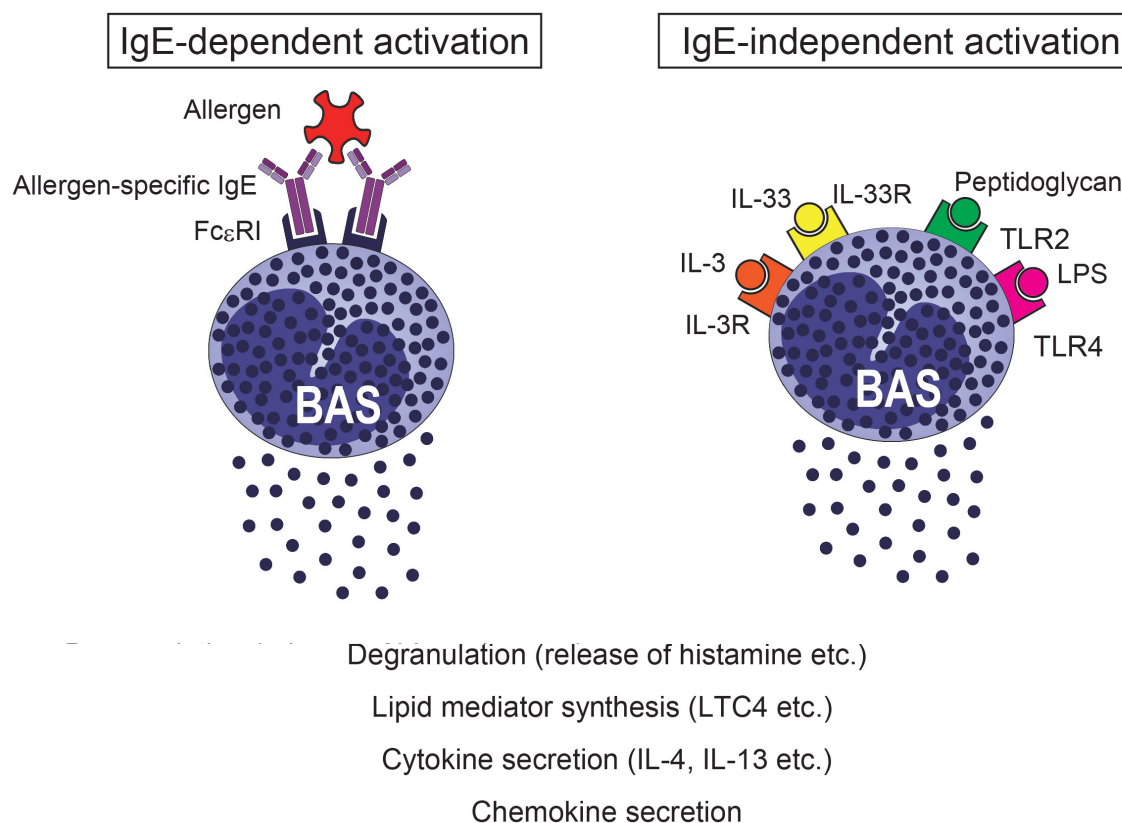 IgE-dependent activation
IgE-independent activation
Allergen
Allergen-specific IgE
FcεRI
BAS
IL-33
IL-33R
Peptidoglycan
IL-3
TLR2
LPS
IL-3R
TLR4
BAS
Degranulation (release of histamine etc.)
Lipid mediator synthesis (LTC4 etc.)
Cytokine secretion (IL-4, IL-13 etc.)
Chemokine secretion